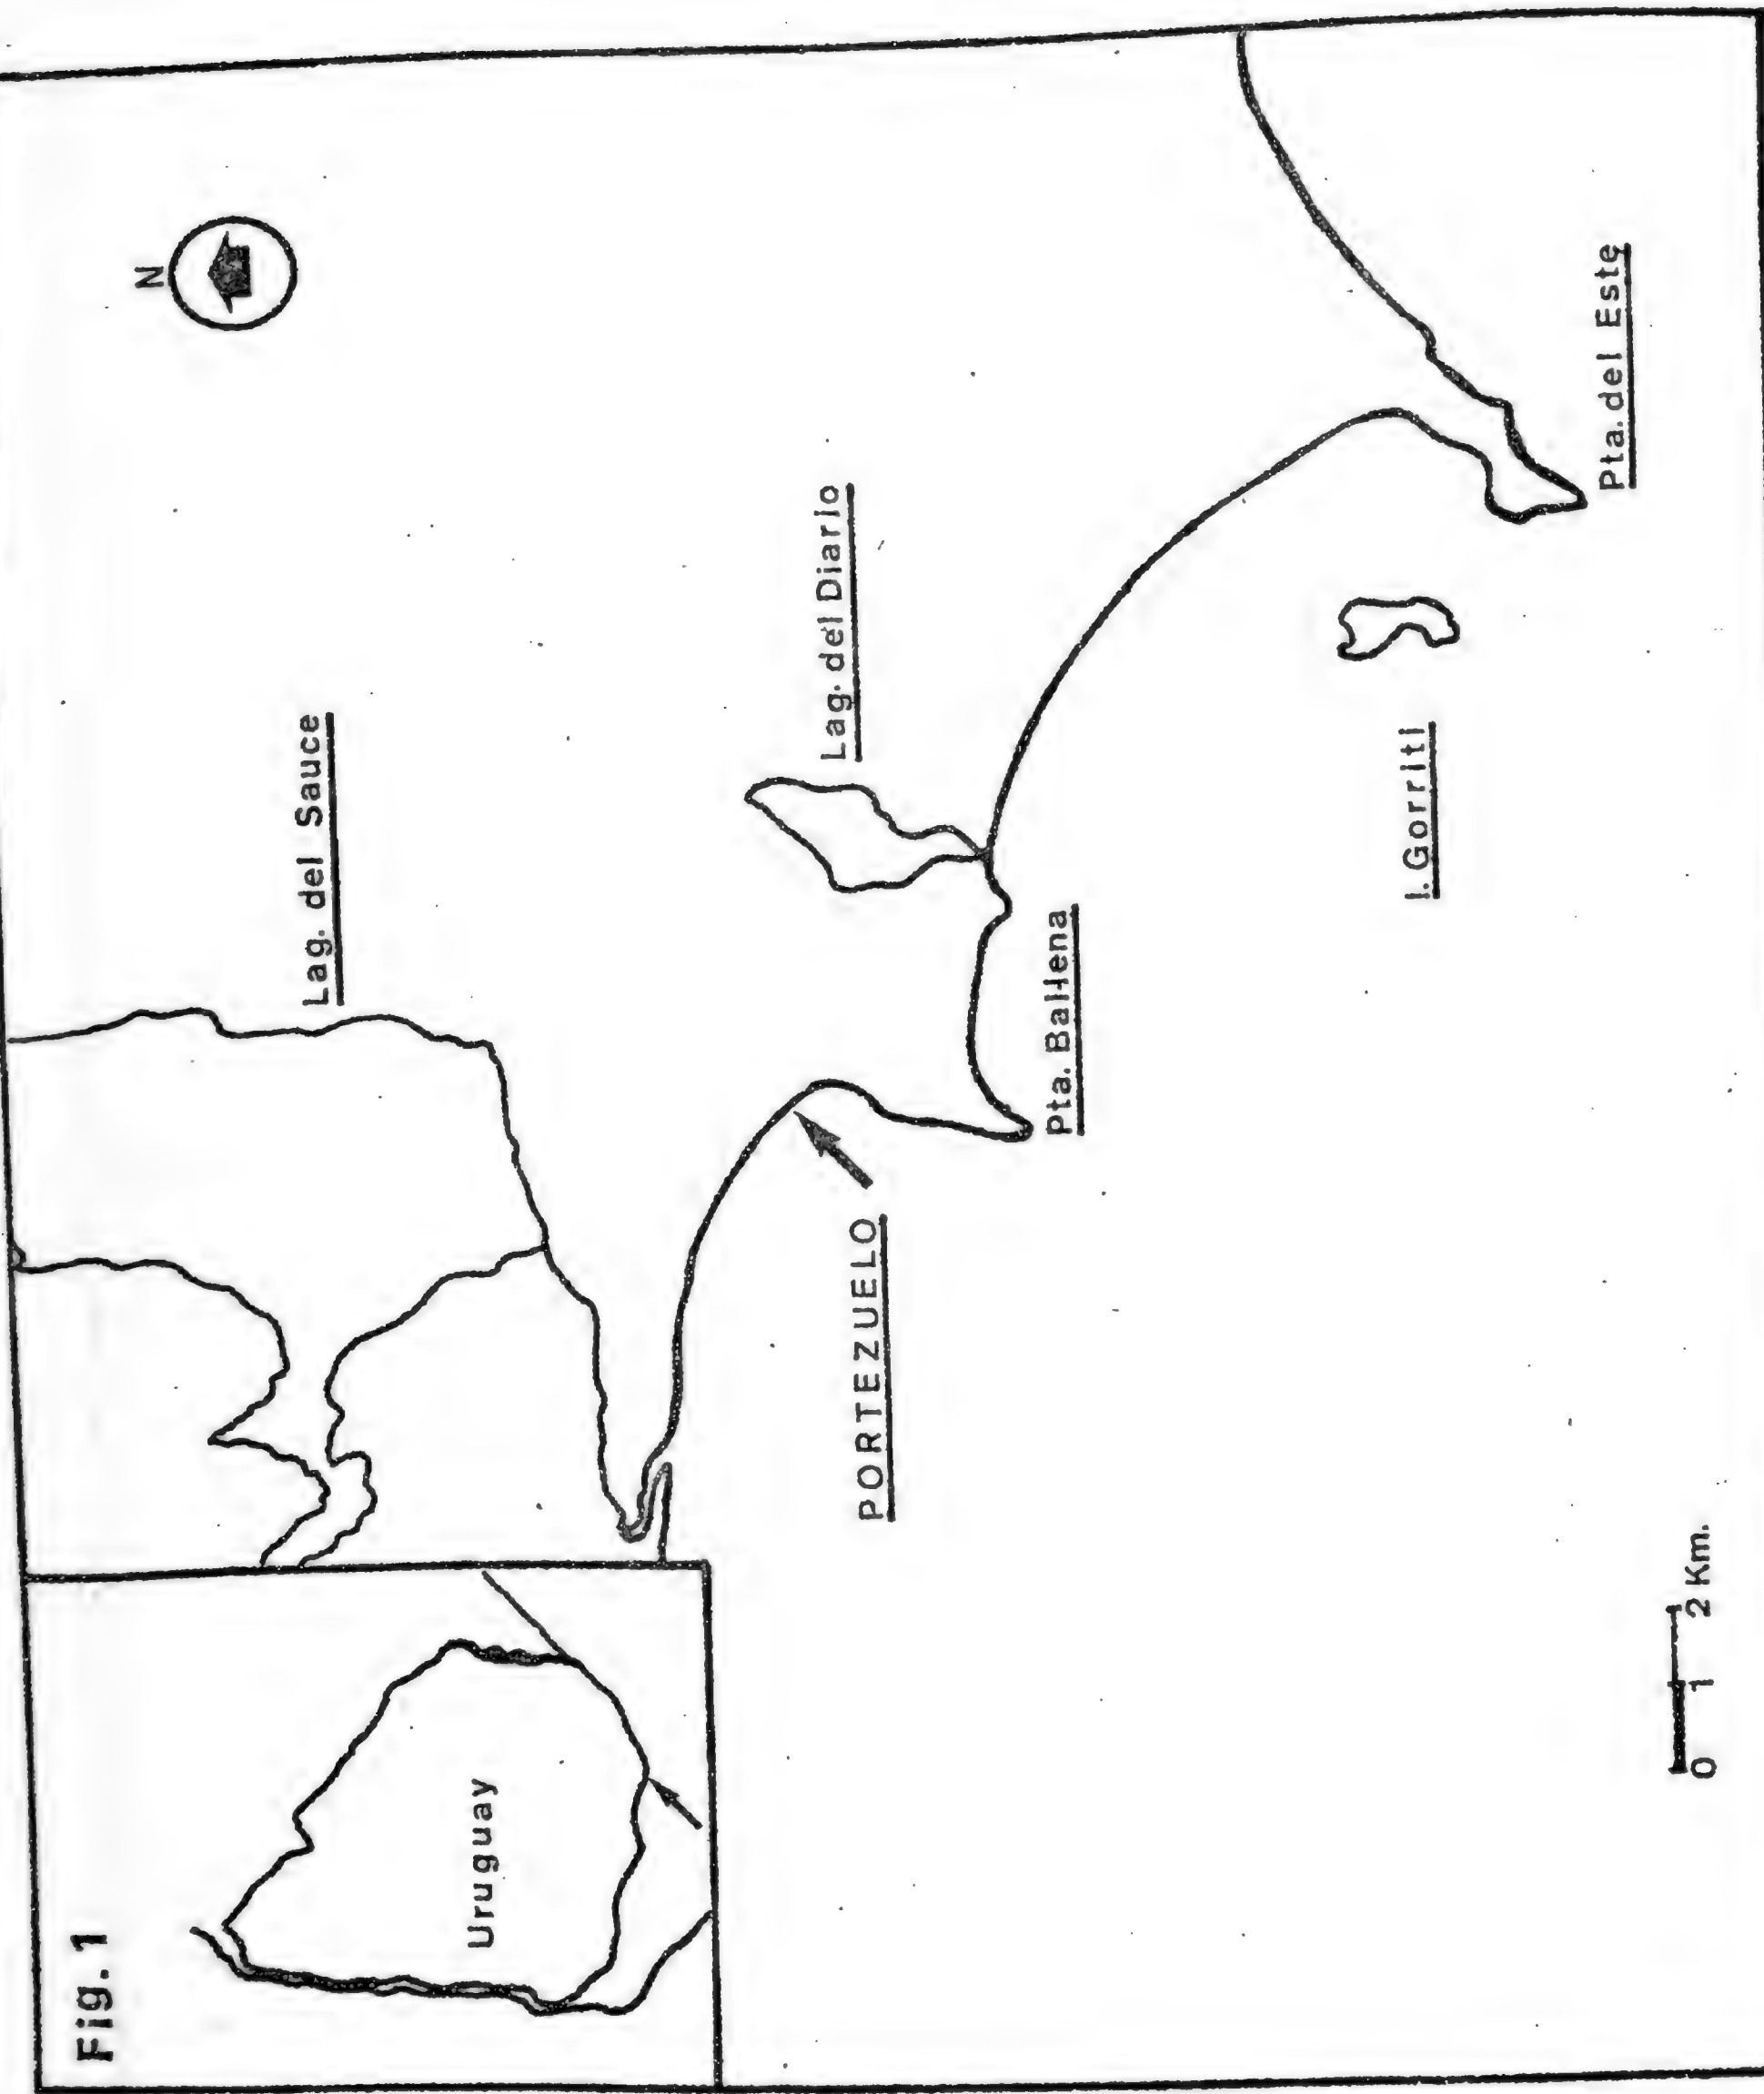 Fig.1
Uruguay
N
Lag. del Sauce
Lag. del Diario
PORTEZUELO
Pta. Ballena
I. Gorriti
Pta. del Este
0 1 2 Km.